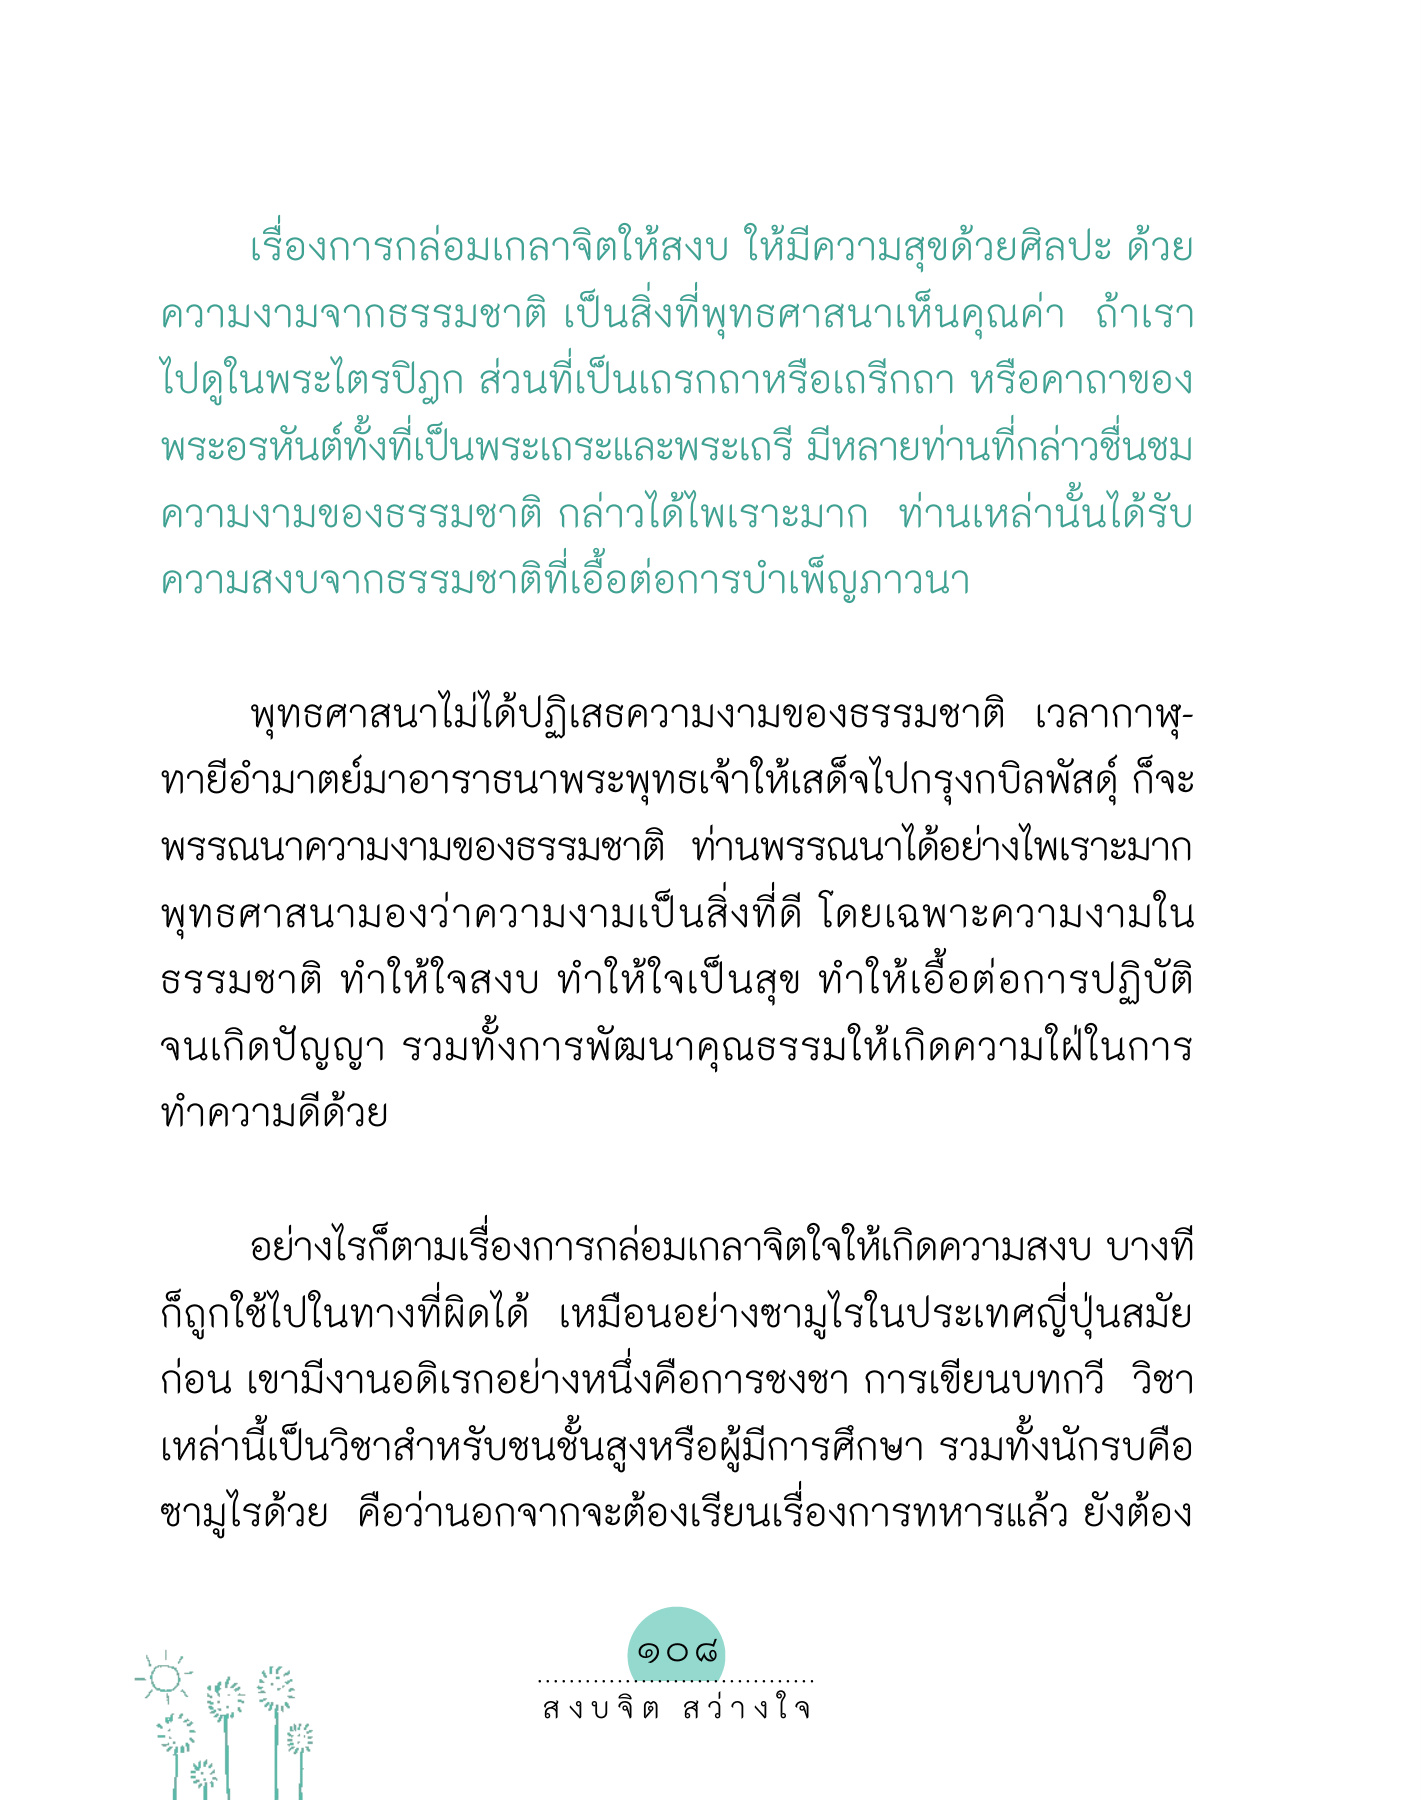 เรื่องการกล่อมเกลาจิตให้สงบ ให้มีความสุขด้วยศิลปะ ด้วย
ความงามจากธรรมชาติ เป็นสิ่งที่พุทธศาสนาเห็นคุณค่า ถ้าเรา
ไปดูในพระไตรปิฎก ส่วนที่เป็นเถรกถาหรือเถรีกถา หรือคาถาของ
พระอรหันต์ทั้งที่เป็นพระเถระและพระเถรี มีหลายท่านที่กล่าวชื่นชม
ความงามของธรรมชาติ กล่าวได้ไพเราะมาก ท่านเหล่านั้นได้รับ
ความสงบจากธรรมชาติที่เอื้อต่อการบำเพ็ญภาวนา
พุทธศาสนาไม่ได้ปฏิเสธความงามของธรรมชาติ เวลากาฬุ-
ทายีอำมาตย์มาอาราธนาพระพุทธเจ้าให้เสด็จไปกรุงกบิลพัสดุ์ ก็จะ
พรรณนาความงามของธรรมชาติ ท่านพรรณนาได้อย่างไพเราะมาก
พุทธศาสนามองว่าความงามเป็นสิ่งที่ดี โดยเฉพาะความงามใน
ธรรมชาติ ทำให้ใจสงบ ทำให้ใจเป็นสุข ทำให้เอื้อต่อการปฏิบัติ
จนเกิดปัญญา รวมทั้งการพัฒนาคุณธรรมให้เกิดความใฝ่ในการ
ทำความดีด้วย
อย่างไรก็ตามเรื่องการกล่อมเกลาจิตใจให้เกิดความสงบ บางที
ก็ถูกใช้ไปในทางที่ผิดได้ เหมือนอย่างซามูไรในประเทศญี่ปุ่นสมัย
ก่อน เขามีงานอดิเรกอย่างหนึ่งคือการชงชา การเขียนบทกวี วิชา
เหล่านี้เป็นวิชาสำหรับชนชั้นสูงหรือผู้มีการศึกษา รวมทั้งนักรบคือ
ซามูไรด้วย คือว่านอกจากจะต้องเรียนเรื่องการทหารแล้ว ยังต้อง
๑๐๘
สงบจิต สว่างใจ